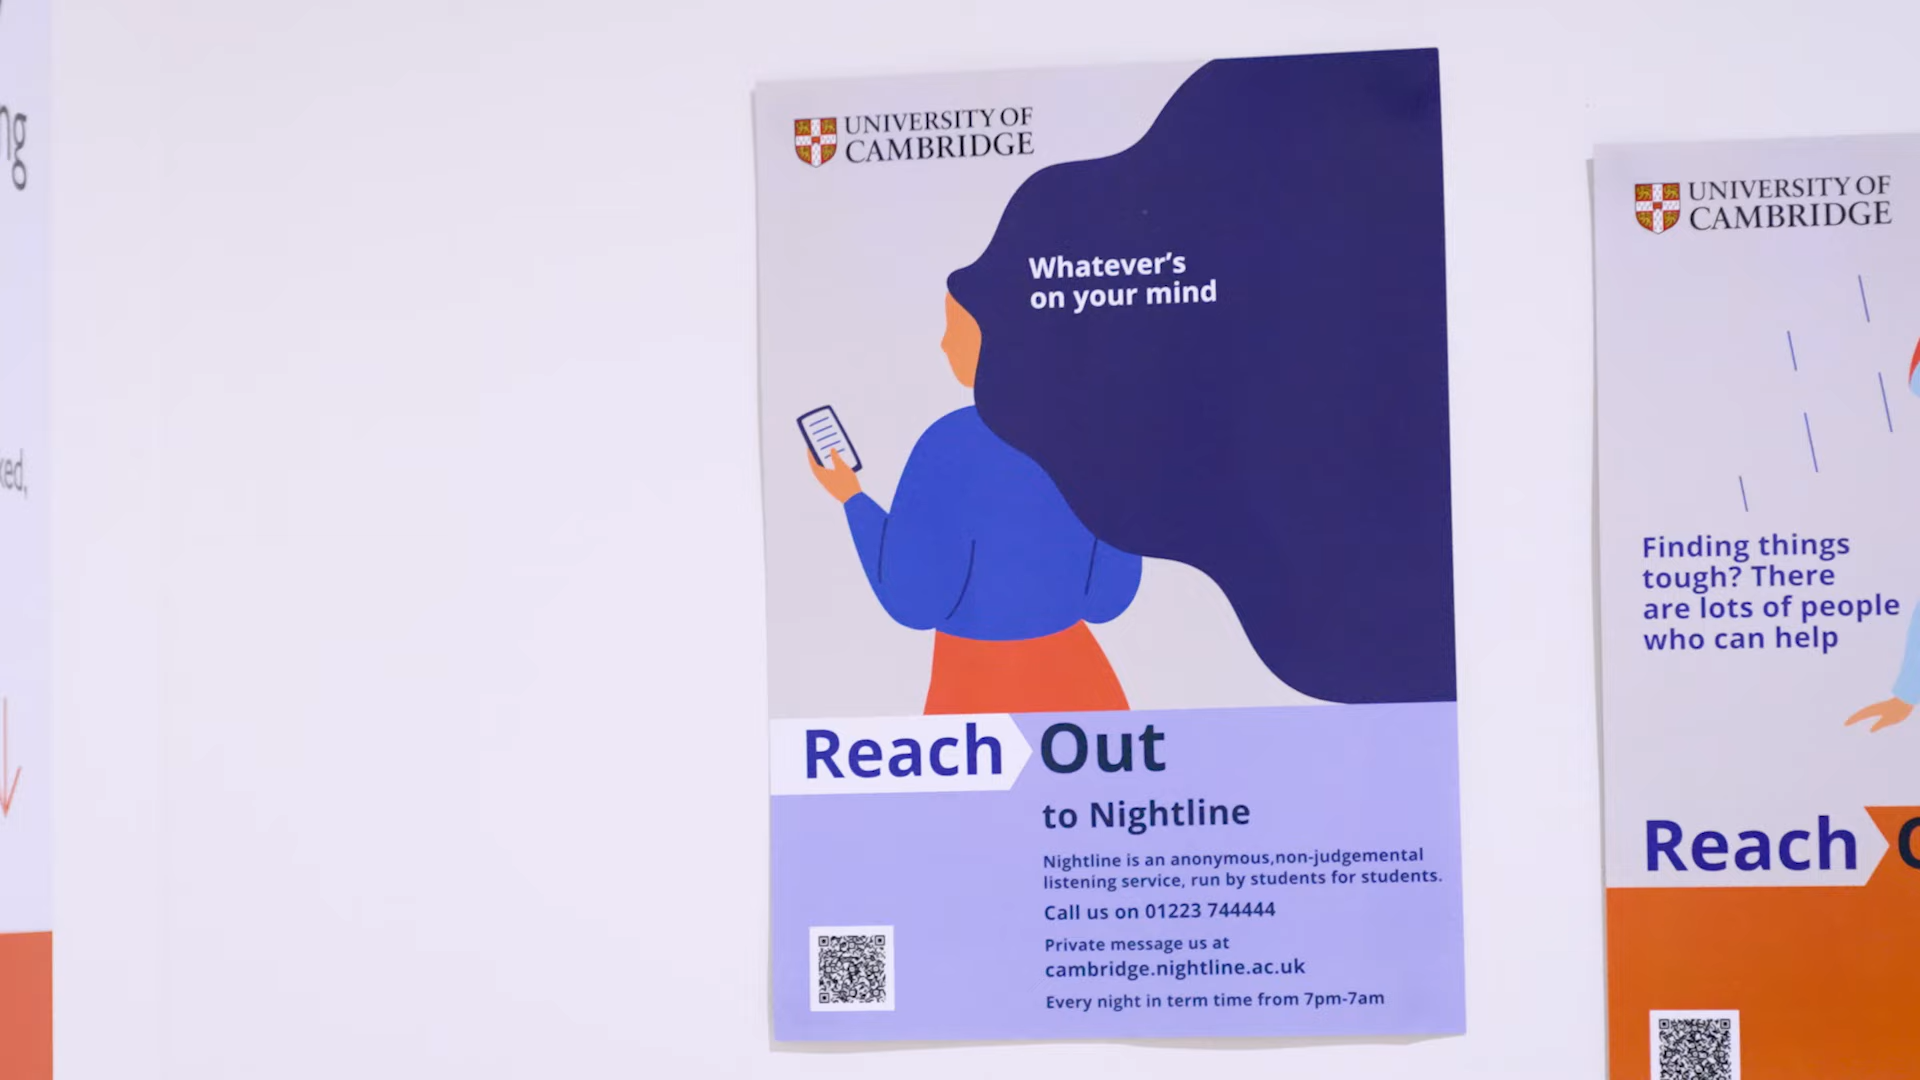 ng
UNIVERSITY OF
CAMBRIDGE
Whatever's
on your mind
Reach Out
to Nightline
Nightline is an anonymous,non-judgemental
listening service, run by students for students.
Call us on 01223 744444
Private message us at
cambridge.nightline.ac.uk
Every night in term time from 7pm-7am
UNIVERSITY OF
CAMBRIDGE
Finding things
tough? There
are lots of people
who can help
Reach